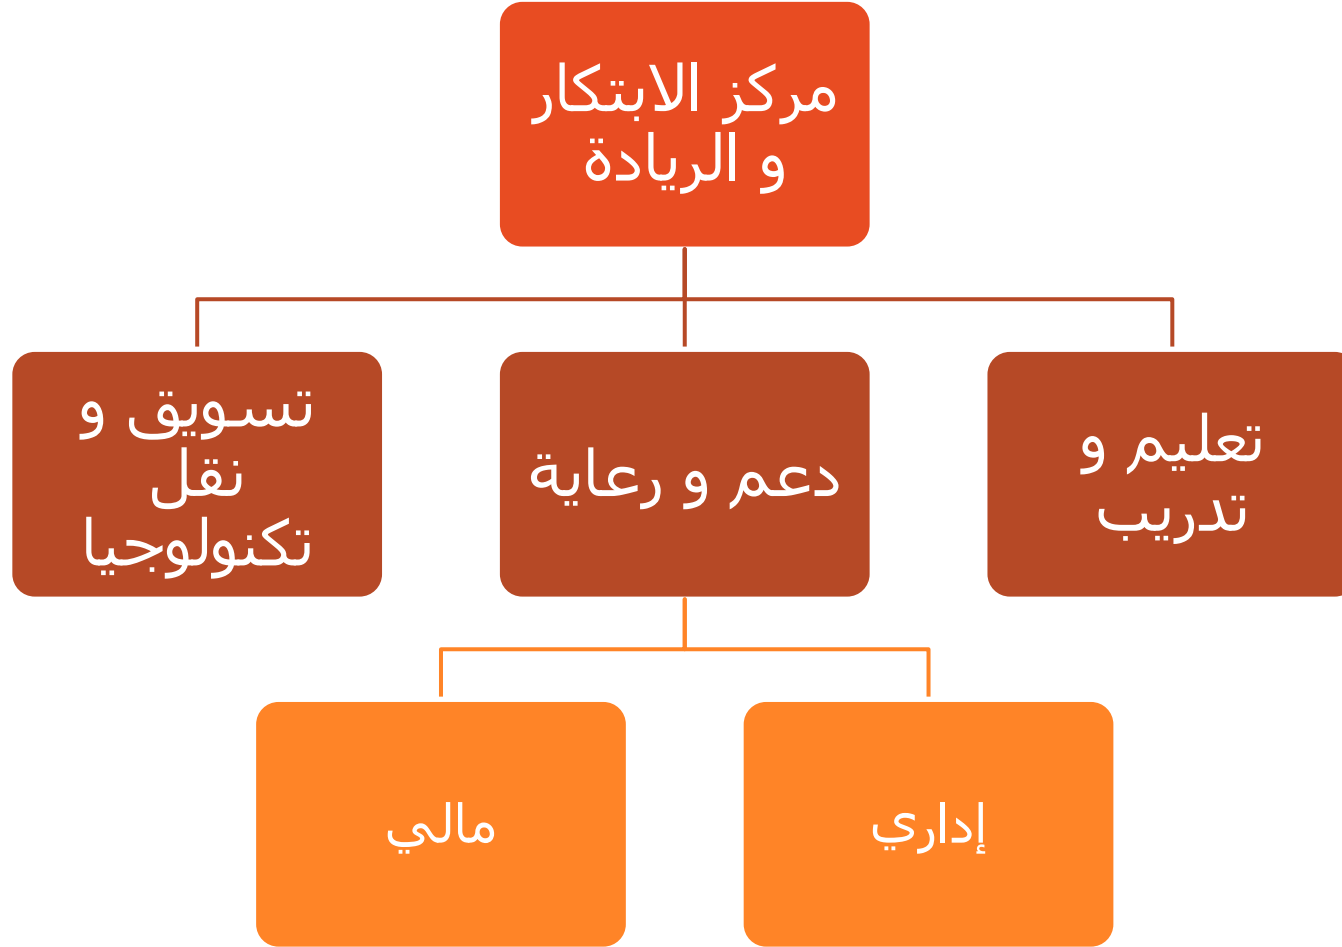 مركز الابتكار
و الريادة
تعليم و
تدريب
دعم و رعاية
تسويق و
نقل
تكنولوجيا
إداري
مالي